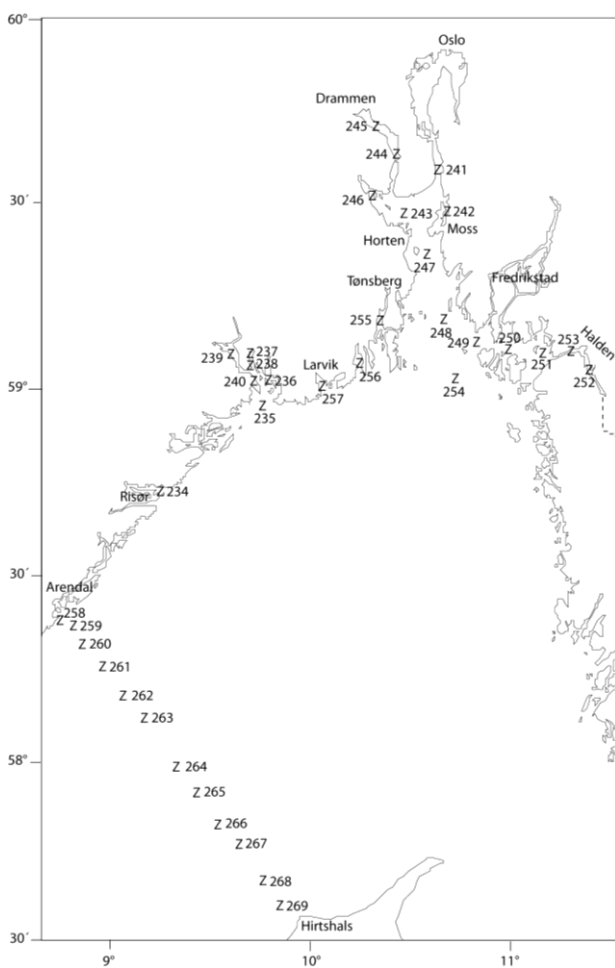 60°
Oslo
Drammen
245 Z
244 Z
Z 241
246 Z
30´
Z 243
Z 242
Horten
Moss
Z
247
Tønsberg
Fredrikstad
255 Z
Z
248
249 Z
250
Z
253
Z
Halden
239 Z
Z 237
Z 238
Larvik
Z
256
Z
251
Z
252
240 Z
Z 236
Z
257
Z
254
59°
Z
235
Risør
Z 234
30´
Arendal
Z 258
Z 259
Z 260
Z 261
Z 262
Z 263
58°
Z 264
Z 265
Z 266
Z 267
Z 268
Z 269
Hirtshals
30´
9°
10°
11°